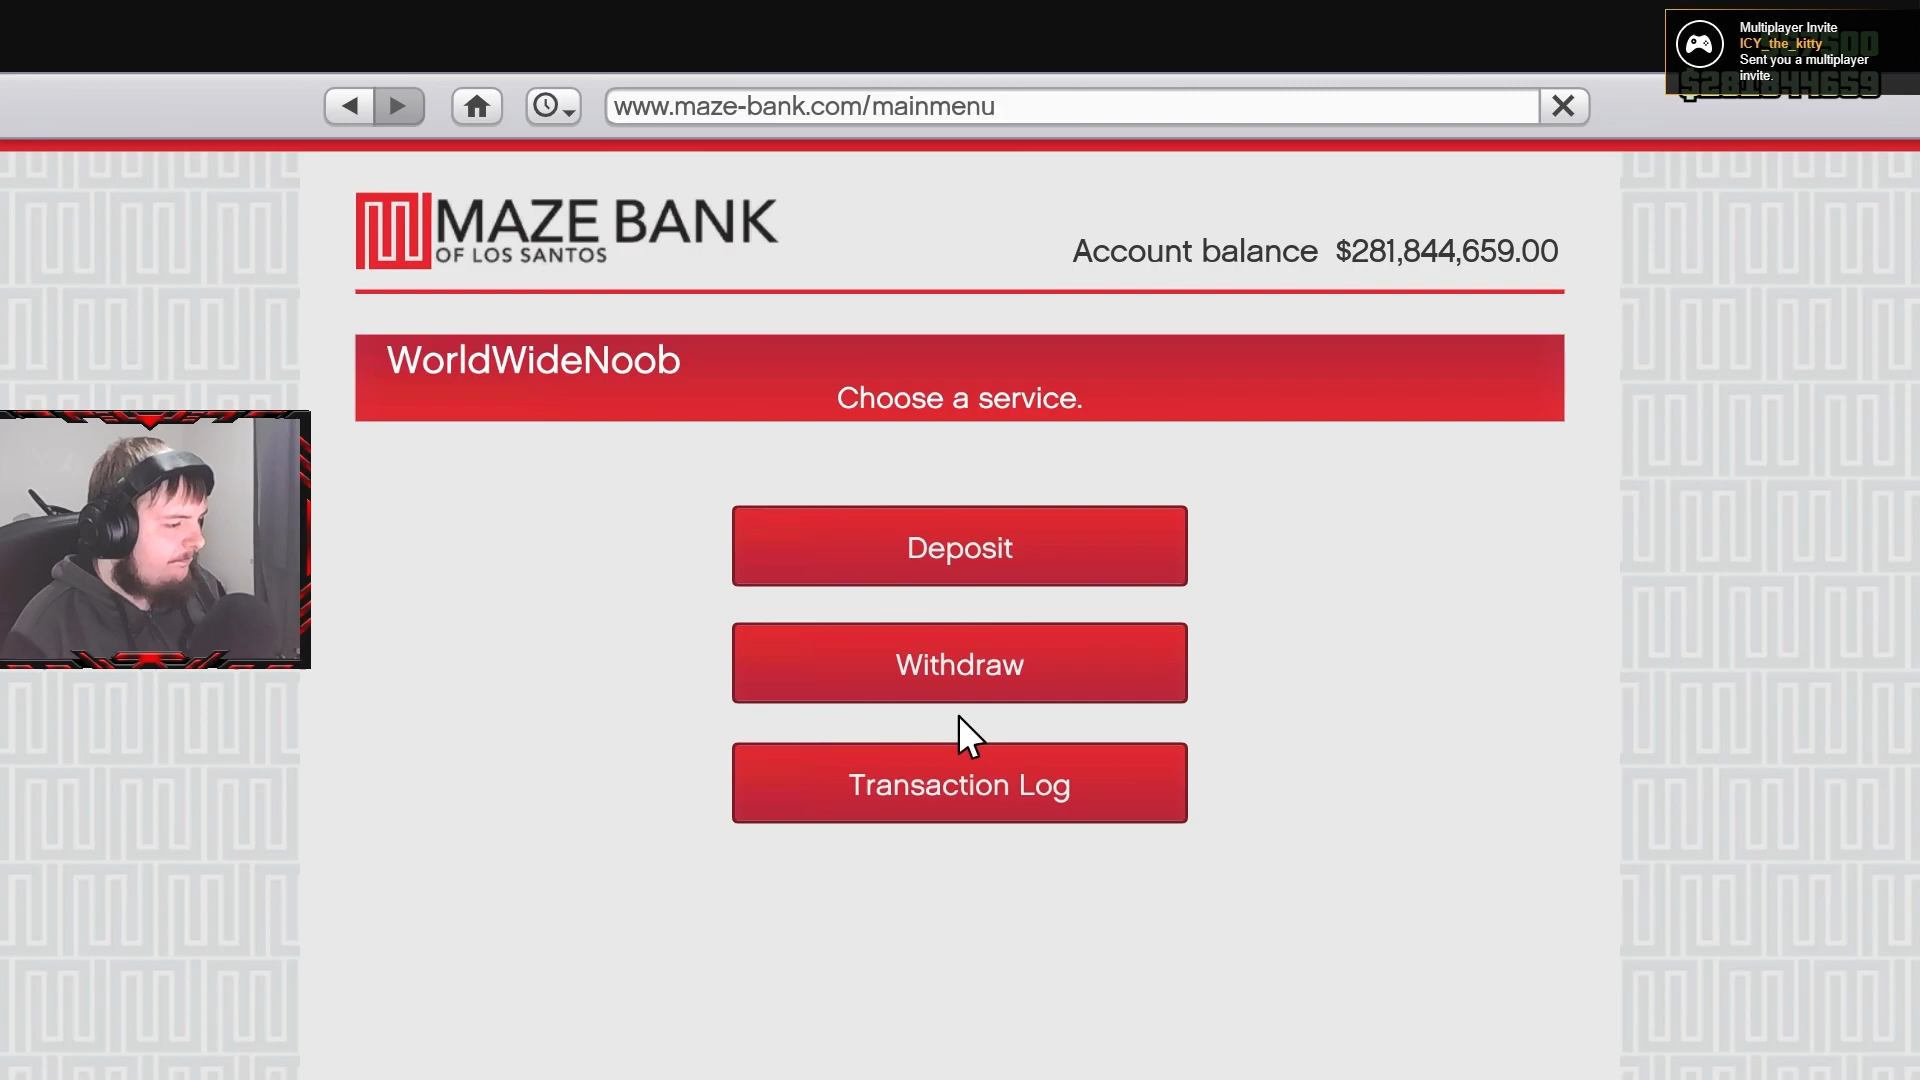 Multiplayer Invite
ICY_the_kitty
Sent you a multiplayer
invite.
$281844659
www.maze-bank.com/mainmenu
MAZE BANK
OF LOS SANTOS
Account balance $281,844,659.00
WorldWideNoob
Choose a service.
Deposit
Withdraw
Transaction Log